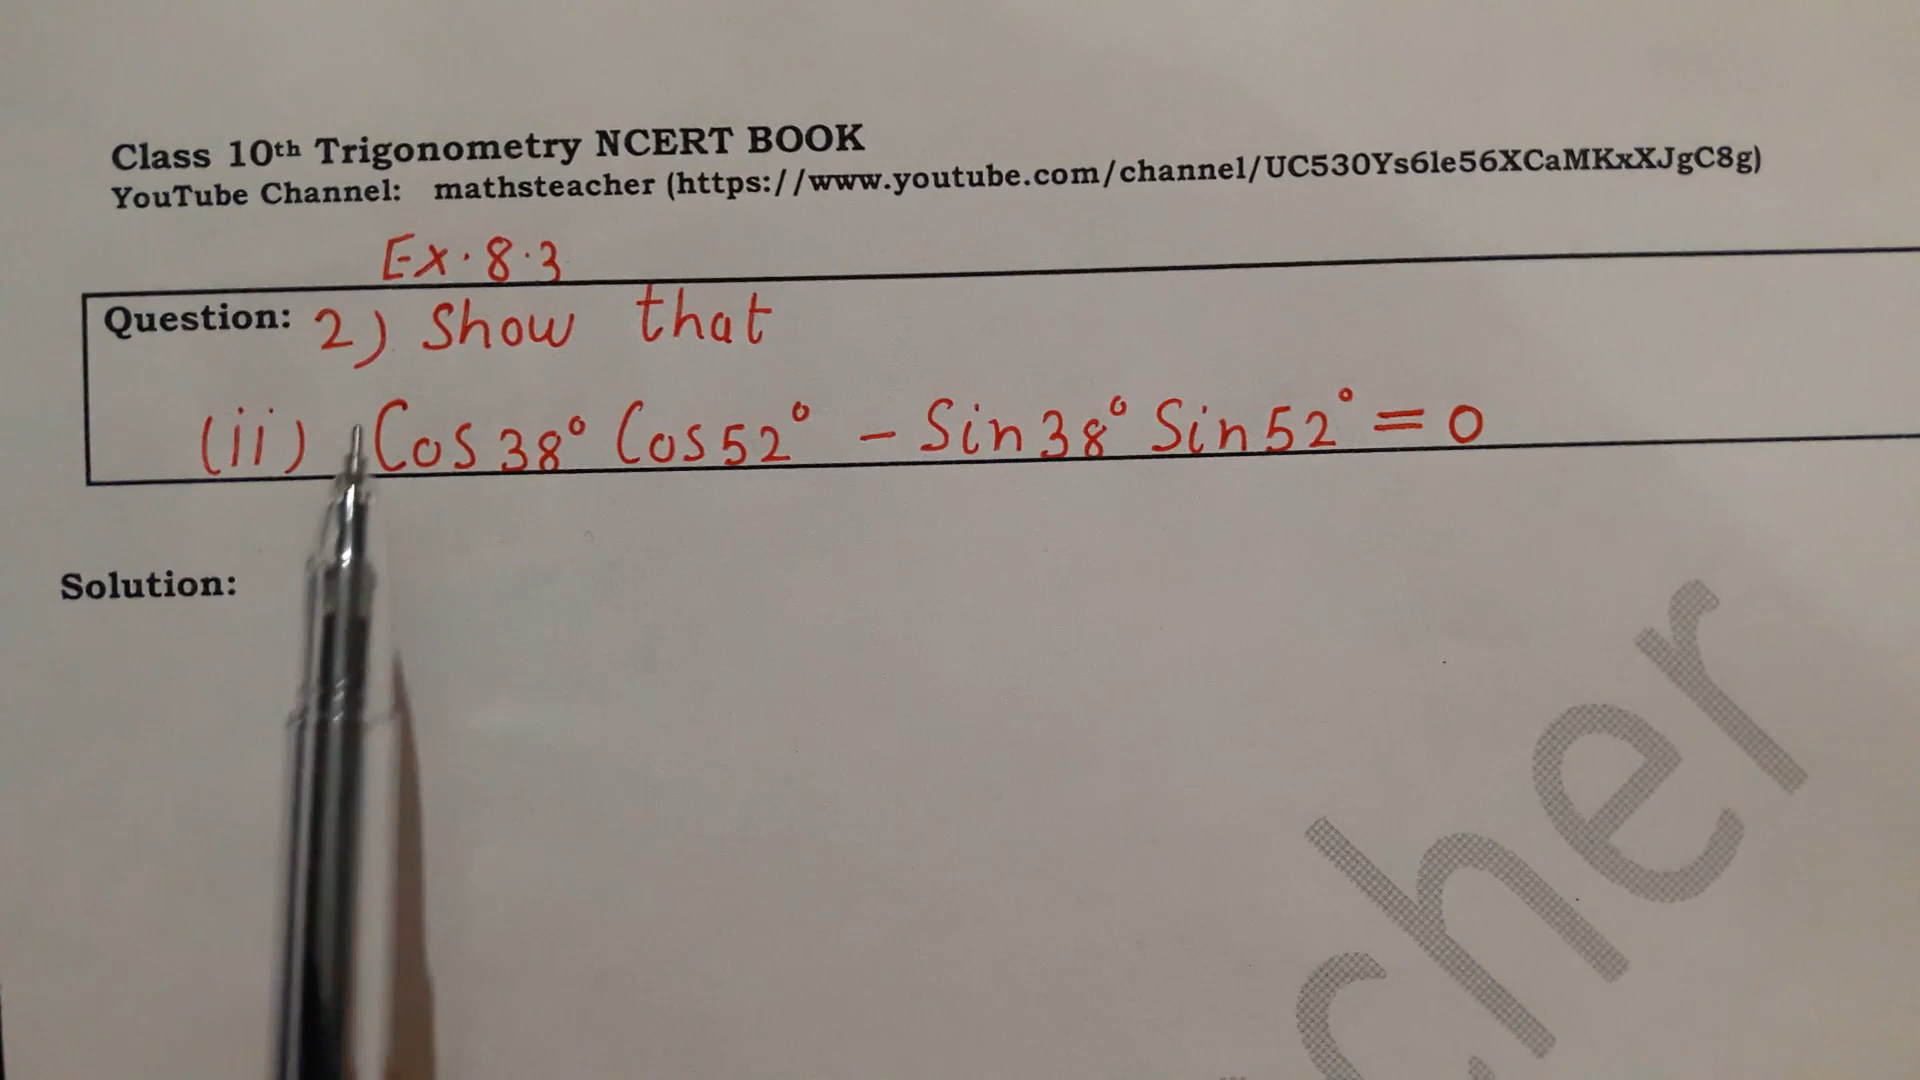 Class 10th Trigonometry NCERT BOOK
YouTube Channel: mathsteacher (https://www.youtube.com/channel/UC530Ys6le56XCaMKxXJgC8g)
Ex. 8.3
Question: 2) Show that
(ii) Cos 38° Cos 52° - Sin 38° Sin 52° = 0
Solution:
cher